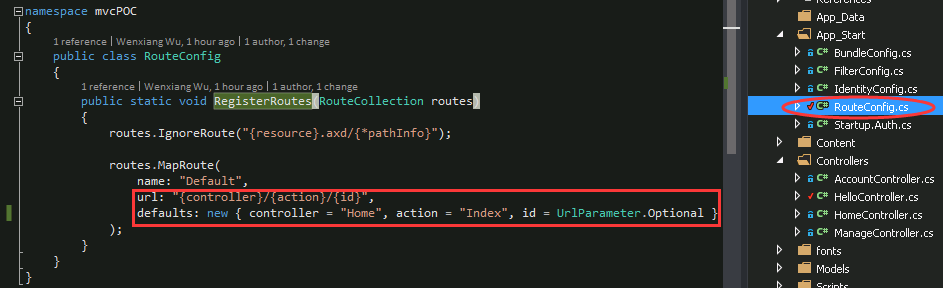 namespace mvcPOC
{
1 reference | Wenxiang Wu, 1 hour ago | 1 author, 1 change
public class RouteConfig
{
1 reference | Wenxiang Wu, 1 hour ago | 1 author, 1 change
public static void RegisterRoutes(RouteCollection routes)
{
routes.IgnoreRoute("{resource}.axd/{*pathInfo}");
routes.MapRoute(
name: "Default",
url: "{controller}/{action}/{id}",
defaults: new { controller = "Home", action = "Index", id = UrlParameter.Optional }
);
}
}
}
References
App_Data
App_Start
C# BundleConfig.cs
C# FilterConfig.cs
C# IdentityConfig.cs
C# RouteConfig.cs
C# Startup.Auth.cs
Content
Controllers
C# AccountController.cs
C# HelloController.cs
C# HomeController.cs
C# ManageController.cs
fonts
Models
Scripts